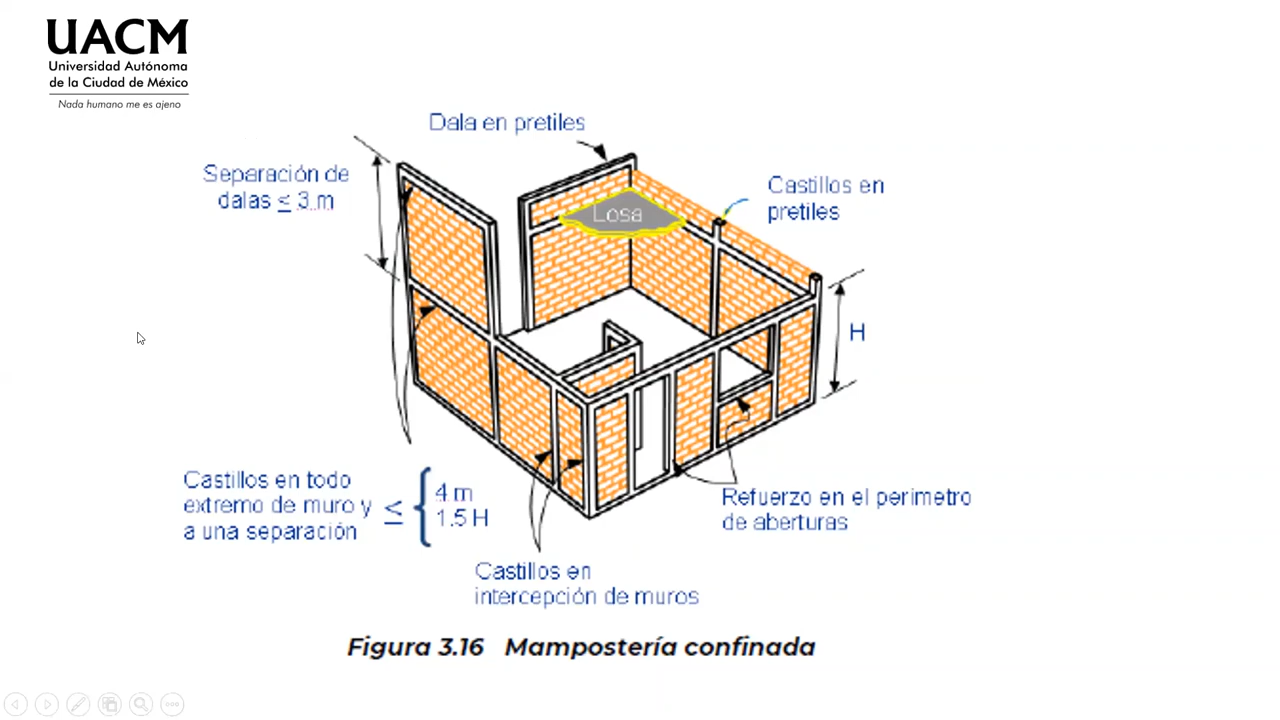 UACM
Universidad Autónoma
de la Ciudad de México
Nada humano me es ajeno
Dala en pretiles
Separación de
dalas ≤ 3 m
Castillos en
pretiles
Losa
H
Castillos en todo
extremo de muro y
a una separación
≤
4 m
1.5 H
Refuerzo en el perimetro
de aberturas
Castillos en
intercepción de muros
Figura 3.16 Mampostería confinada